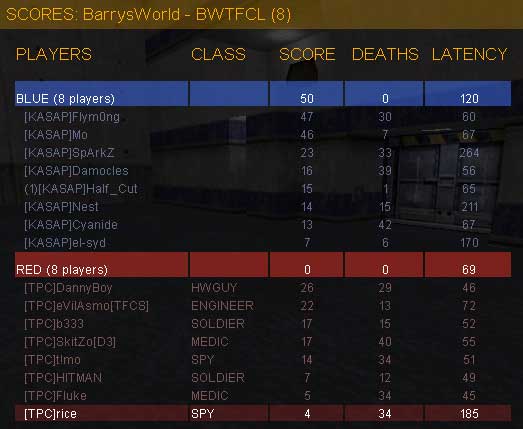 SCORES: BarrysWorld - BWTFCL (8)
PLAYERS CLASS SCORE DEATHS LATENCY
BLUE (8 players) 50 0 120
[KASAP]Flym0ng 47 30 60
[KASAP]Mo 46 7 67
[KASAP]SpArkZ 23 33 264
[KASAP]Damocles 16 39 56
(1)[KASAP]Half_Cut 15 1 65
[KASAP]Nest 14 15 211
[KASAP]Cyanide 13 42 67
[KASAP]el-syd 7 6 170
RED (8 players) 0 0 69
[TPC]DannyBoy HWGUY 26 29 46
[TPC]eVilAsmo[TFCS] ENGINEER 22 13 72
[TPC]b333 SOLDIER 17 15 52
[TPC]SkitZo[D3] MEDIC 17 40 55
[TPC]t!mo SPY 14 34 51
[TPC]HITMAN SOLDIER 7 12 49
[TPC]Fluke MEDIC 5 34 41
[TPC]rice SPY 4 34 185